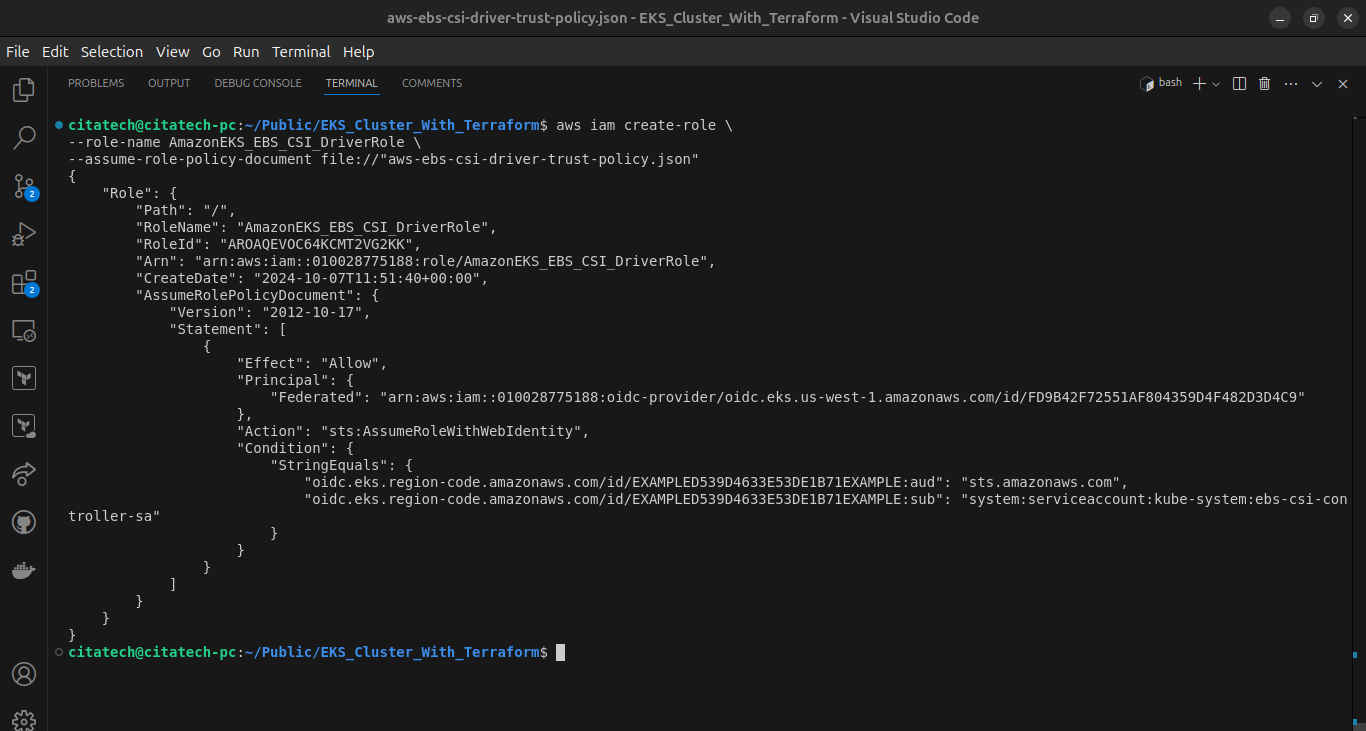 aws-ebs-csi-driver-trust-policy.json - EKS_Cluster_With_Terraform - Visual Studio Code
File Edit Selection View Go Run Terminal Help
PROBLEMS OUTPUT DEBUG CONSOLE TERMINAL COMMENTS bash
citatech@citatech-pc:~/Public/EKS_Cluster_With_Terraform$ aws iam create-role \
--role-name AmazonEKS_EBS_CSI_DriverRole \
--assume-role-policy-document file://"aws-ebs-csi-driver-trust-policy.json"
{
    "Role": {
        "Path": "/",
        "RoleName": "AmazonEKS_EBS_CSI_DriverRole",
        "RoleId": "AROAQEVOC64KCMT2VG2KK",
        "Arn": "arn:aws:iam::010028775188:role/AmazonEKS_EBS_CSI_DriverRole",
        "CreateDate": "2024-10-07T11:51:40+00:00",
        "AssumeRolePolicyDocument": {
            "Version": "2012-10-17",
            "Statement": [
                {
                    "Effect": "Allow",
                    "Principal": {
                        "Federated": "arn:aws:iam::010028775188:oidc-provider/oidc.eks.us-west-1.amazonaws.com/id/FD9B42F72551AF804359D4F482D3D4C9"
                    },
                    "Action": "sts:AssumeRoleWithWebIdentity",
                    "Condition": {
                        "StringEquals": {
                            "oidc.eks.region-code.amazonaws.com/id/EXAMPLED539D4633E53DE1B71EXAMPLE:aud": "sts.amazonaws.com",
                            "oidc.eks.region-code.amazonaws.com/id/EXAMPLED539D4633E53DE1B71EXAMPLE:sub": "system:serviceaccount:kube-system:ebs-csi-con
troller-sa"
                        }
                    }
                }
            ]
        }
    }
}
citatech@citatech-pc:~/Public/EKS_Cluster_With_Terraform$
2
2